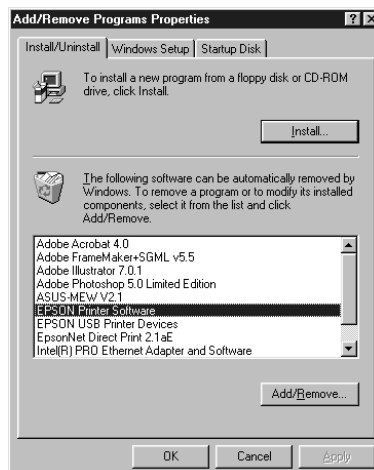 Add/Remove Programs Properties
Install/Uninstall Windows Setup Startup Disk
To install a new program from a floppy disk or CD-ROM
drive, click Install.
Install...
The following software can be automatically removed by
Windows. To remove a program or to modify its installed
components, select it from the list and click
Add/Remove.
Adobe Acrobat 4.0
Adobe FrameMaker+SGML v5.5
Adobe Illustrator 7.0.1
Adobe Photoshop 5.0 Limited Edition
ASUS-MEW V2.1
EPSON Printer Software
EPSON USB Printer Devices
EpsonNet Direct Print 2.1aE
Intel(R) PRO Ethernet Adapter and Software
Add/Remove...
OK Cancel Apply